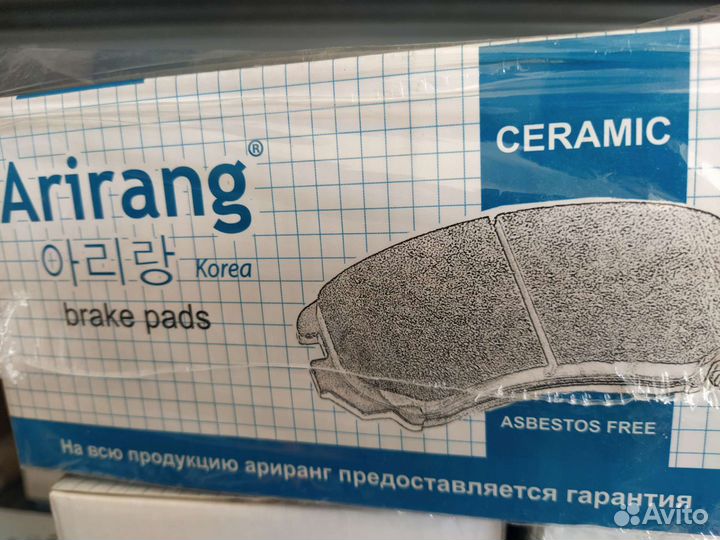 Arirang®
아리랑 Korea
brake pads
CERAMIC
ASBESTOS FREE
На всю продукцию ариранг предоставляется гарантия
Avito